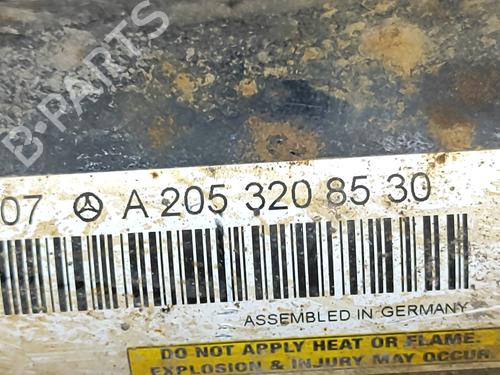 B-PARTS
07 A 205 320 85 30
ASSEMBLED IN GERMANY
DO NOT APPLY HEAT OR FLAME.
EXPLOSION & INJURY MAY OCCUR